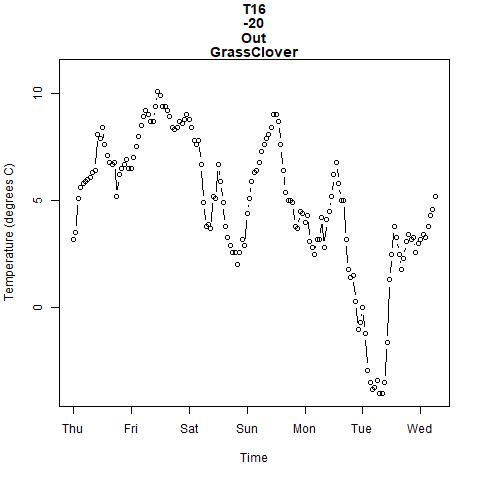 T16
-20
Out
GrassClover
Temperature (degrees C)
10
5
0
Thu Fri Sat Sun Mon Tue Wed
Time